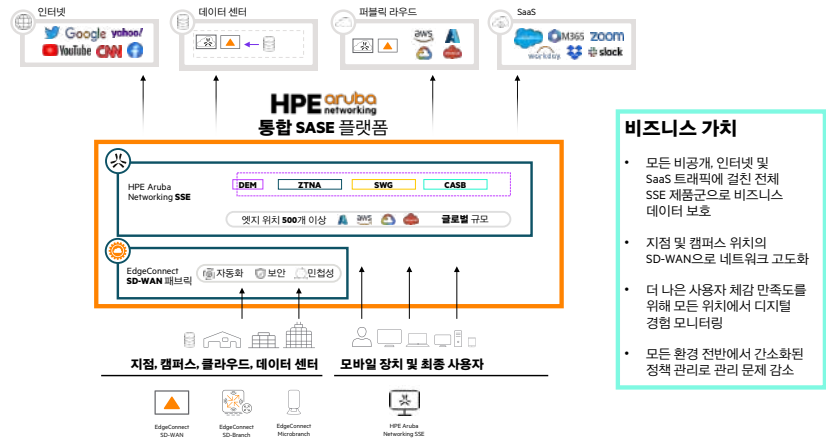 인터넷
데이터 센터
퍼블릭 라우드
SaaS
Google yahoo!
YouTube CNN
aws
M365 zoom
workday. slack
HPE aruba
networking
통합 SASE 플랫폼
HPE Aruba
Networking SSE
DEM ZTNA SWG CASB
엣지 위치 500개 이상 aws 글로벌 규모
EdgeConnect
SD-WAN 패브릭
자동화 보안 민첩성
지점, 캠퍼스, 클라우드, 데이터 센터
모바일 장치 및 최종 사용자
EdgeConnect
SD-WAN
EdgeConnect
SD-Branch
EdgeConnect
Microbranch
HPE Aruba
Networking SSE
비즈니스 가치
• 모든 비공개, 인터넷 및
SaaS 트래픽에 걸친 전체
SSE 제품군으로 비즈니스
데이터 보호
• 지점 및 캠퍼스 위치의
SD-WAN으로 네트워크 고도화
• 더 나은 사용자 체감 만족도를
위해 모든 위치에서 디지털
경험 모니터링
• 모든 환경 전반에서 간소화된
정책 관리로 관리 문제 감소